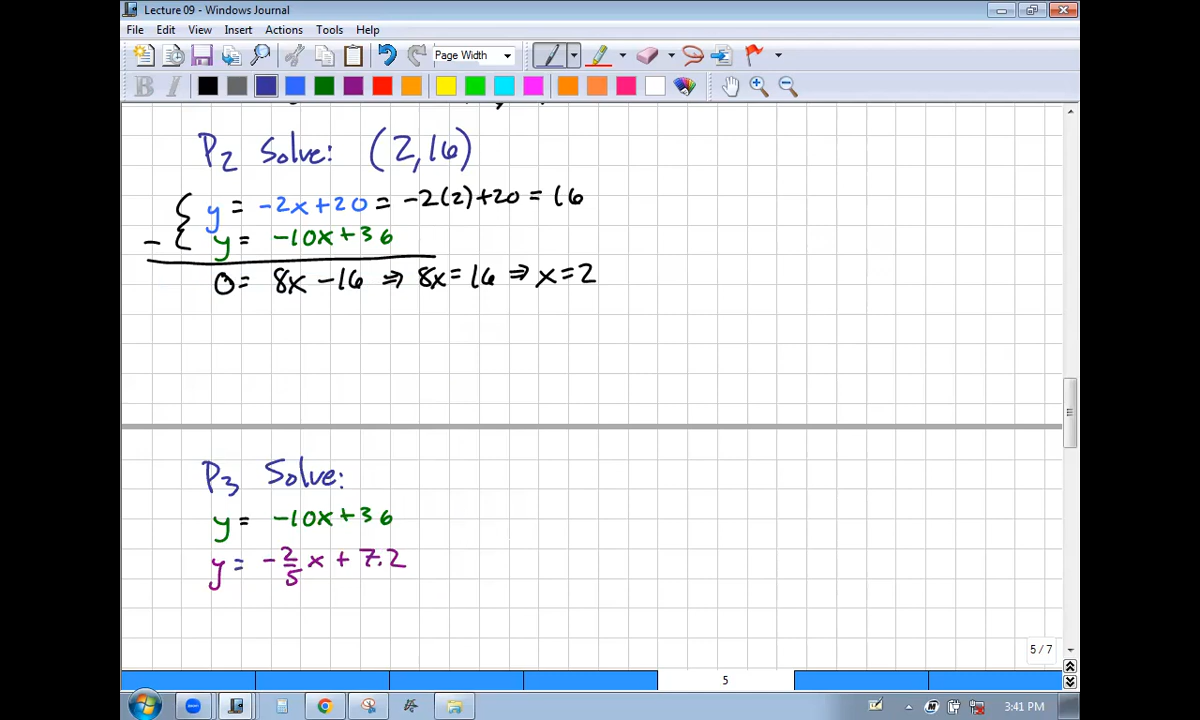 Lecture 09 - Windows Journal
File Edit View Insert Actions Tools Help
Page Width
B I
P2 Solve: (2,16)
y = -2x+20 = -2(2)+20 = 16
- y = -10x+36
0 = 8x -16 ⇒ 8x = 16 ⇒ x = 2
P3 Solve:
y = -10x+36
y = -2/5 x + 7.2
5 / 7
5
3:41 PM